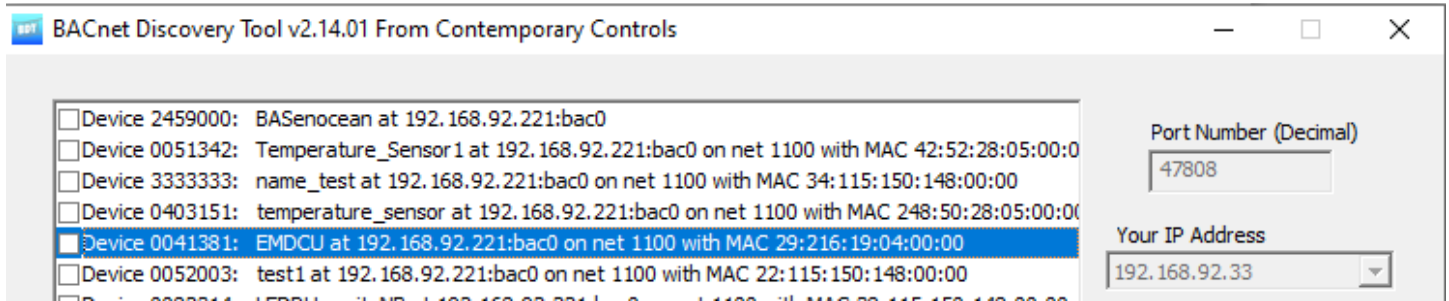 BDT BACnet Discovery Tool v2.14.01 From Contemporary Controls
Device 2459000: BASenocean at 192.168.92.221:bac0
Device 0051342: Temperature_Sensor1 at 192.168.92.221:bac0 on net 1100 with MAC 42:52:28:05:00:0
Device 3333333: name_test at 192.168.92.221:bac0 on net 1100 with MAC 34:115:150:148:00:00
Device 0403151: temperature_sensor at 192.168.92.221:bac0 on net 1100 with MAC 248:50:28:05:00:0
Device 0041381: EMDCU at 192.168.92.221:bac0 on net 1100 with MAC 29:216:19:04:00:00
Device 0052003: test1 at 192.168.92.221:bac0 on net 1100 with MAC 22:115:150:148:00:00
Port Number (Decimal)
47808
Your IP Address
192.168.92.33